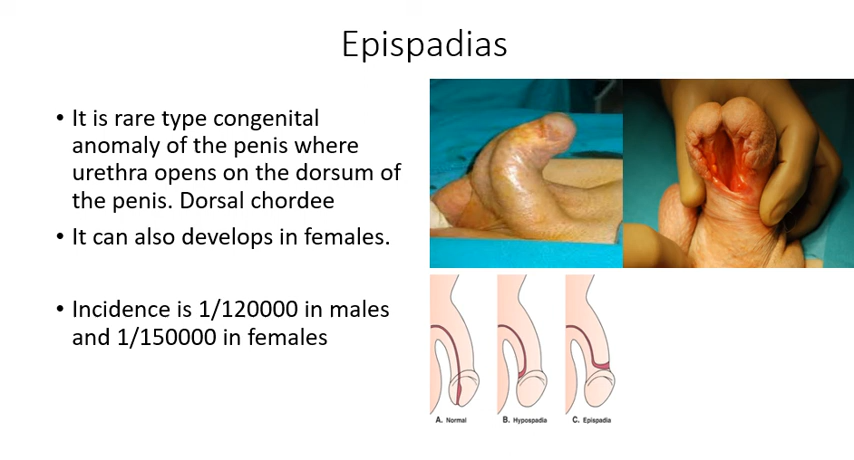 Epispadias
• It is rare type congenital
anomaly of the penis where
urethra opens on the dorsum of
the penis. Dorsal chordee
• It can also develops in females.
• Incidence is 1/120000 in males
and 1/150000 in females
A. Normal
B. Hypospadia
C. Epispadia